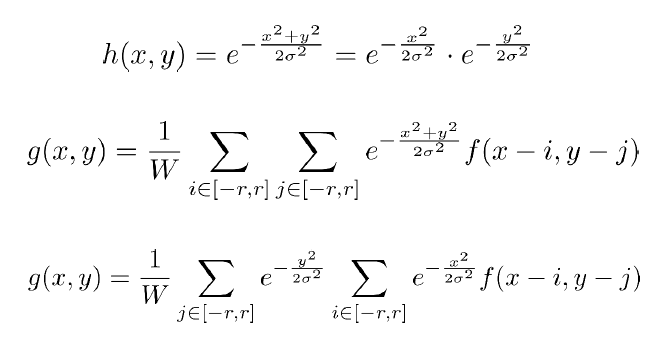 h(x, y) = e^{-\frac{x^2+y^2}{2\sigma^2}} = e^{-\frac{x^2}{2\sigma^2}} \cdot e^{-\frac{y^2}{2\sigma^2}}
g(x, y) = \frac{1}{W} \sum_{i \in [-r,r]} \sum_{j \in [-r,r]} e^{-\frac{x^2+y^2}{2\sigma^2}} f(x - i, y - j)
g(x, y) = \frac{1}{W} \sum_{j \in [-r,r]} e^{-\frac{y^2}{2\sigma^2}} \sum_{i \in [-r,r]} e^{-\frac{x^2}{2\sigma^2}} f(x - i, y - j)